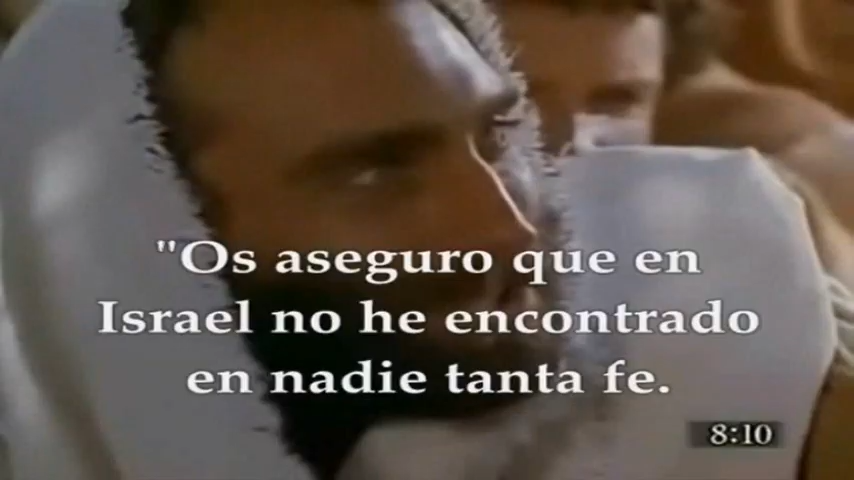 "Os aseguro que en
Israel no he encontrado
en nadie tanta fe.
8:10